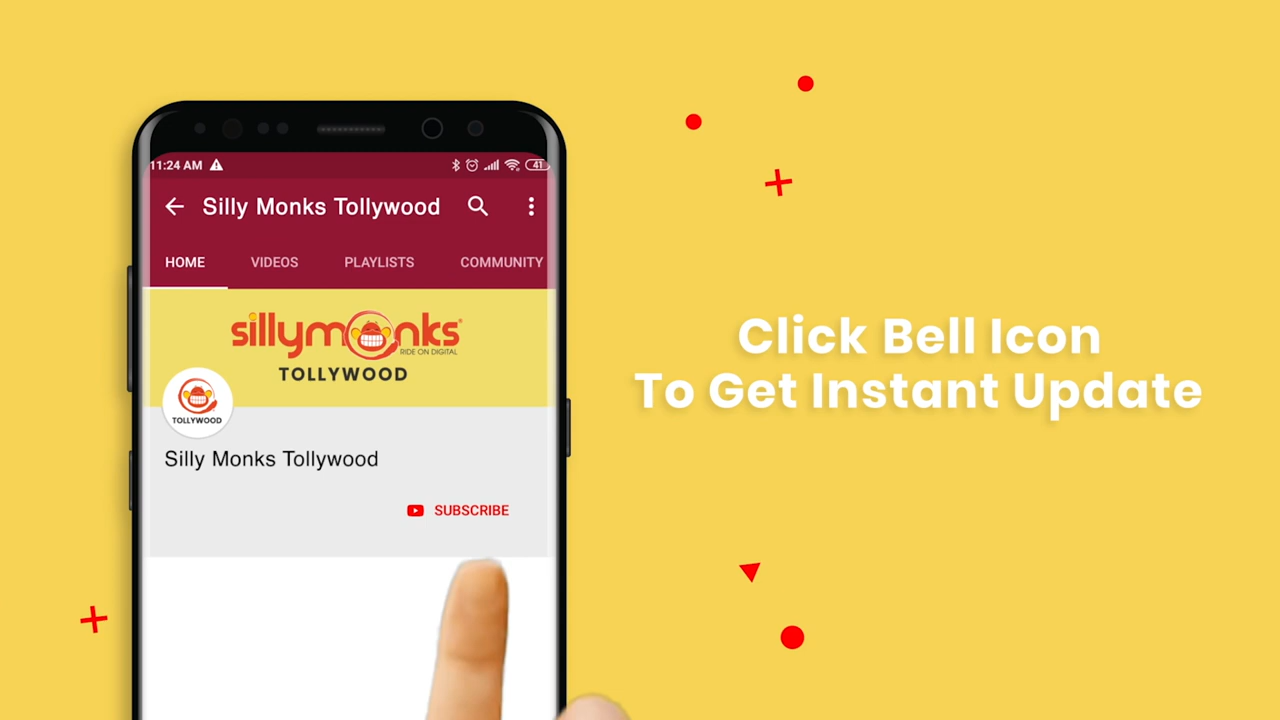 11:24 AM
41
Silly Monks Tollywood
HOME VIDEOS PLAYLISTS COMMUNITY
sillymonks
RIDE ON DIGITAL
TOLLYWOOD
TOLLYWOOD
Silly Monks Tollywood
SUBSCRIBE
Click Bell Icon
To Get Instant Update